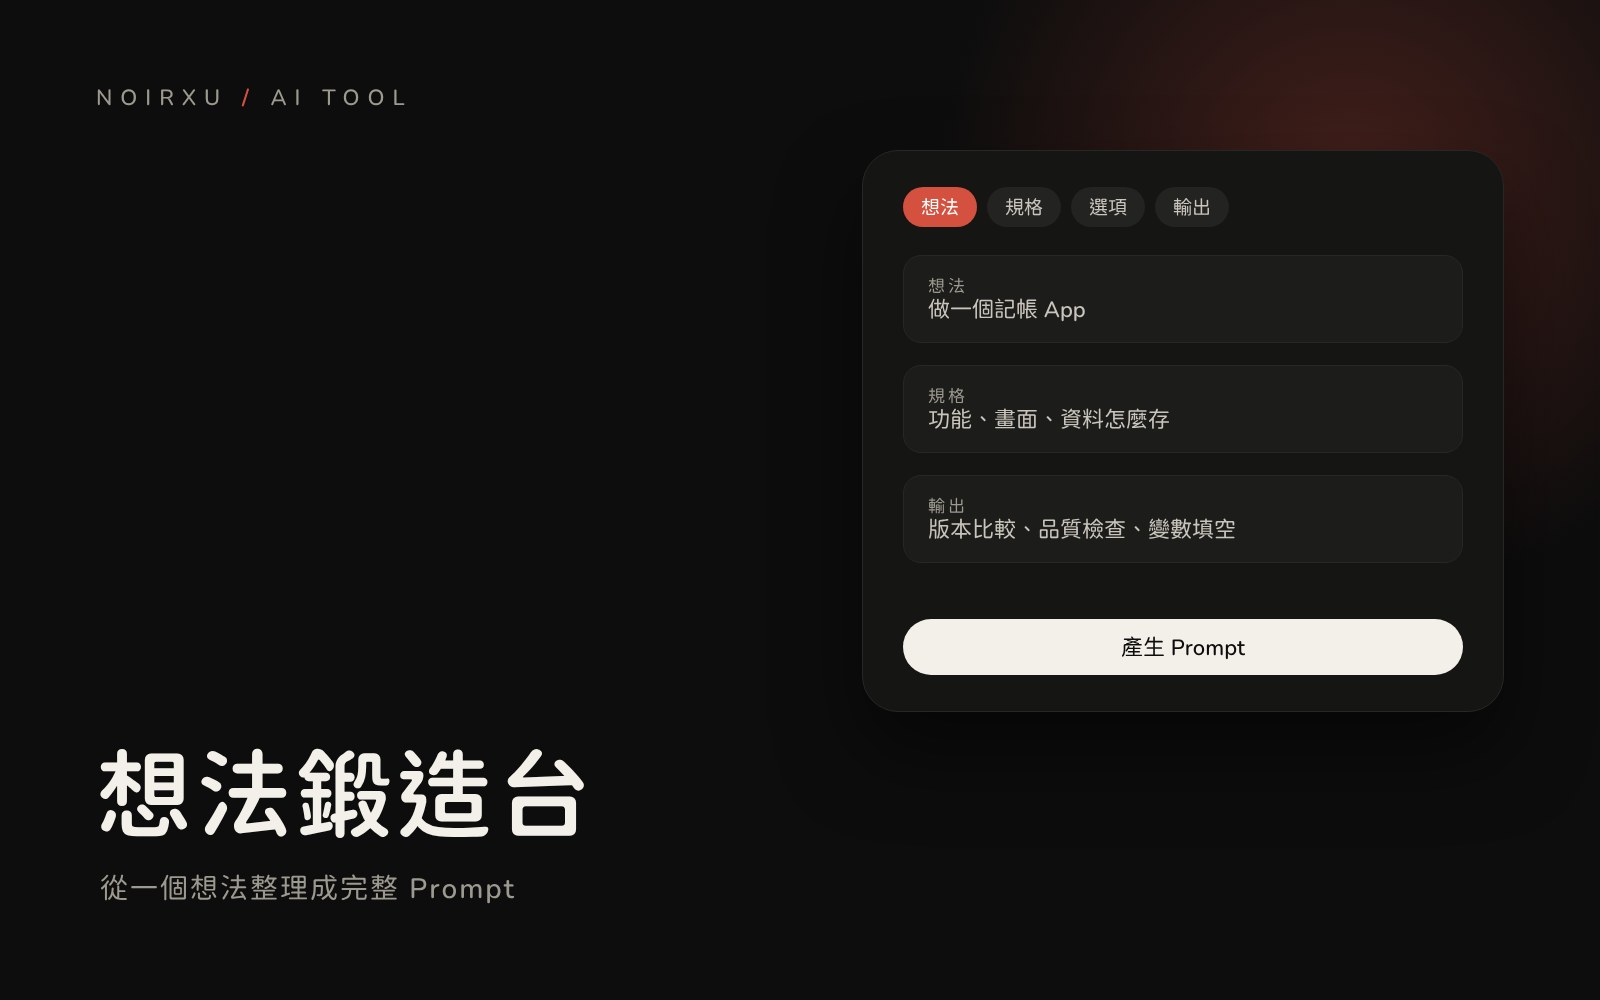 NOIRXU / AI TOOL
想法 規格 選項 輸出
想法
做一個記帳 App
規格
功能、畫面、資料怎麼存
輸出
版本比較、品質檢查、變數填空
產生 Prompt
想法鍛造台
從一個想法整理成完整 Prompt